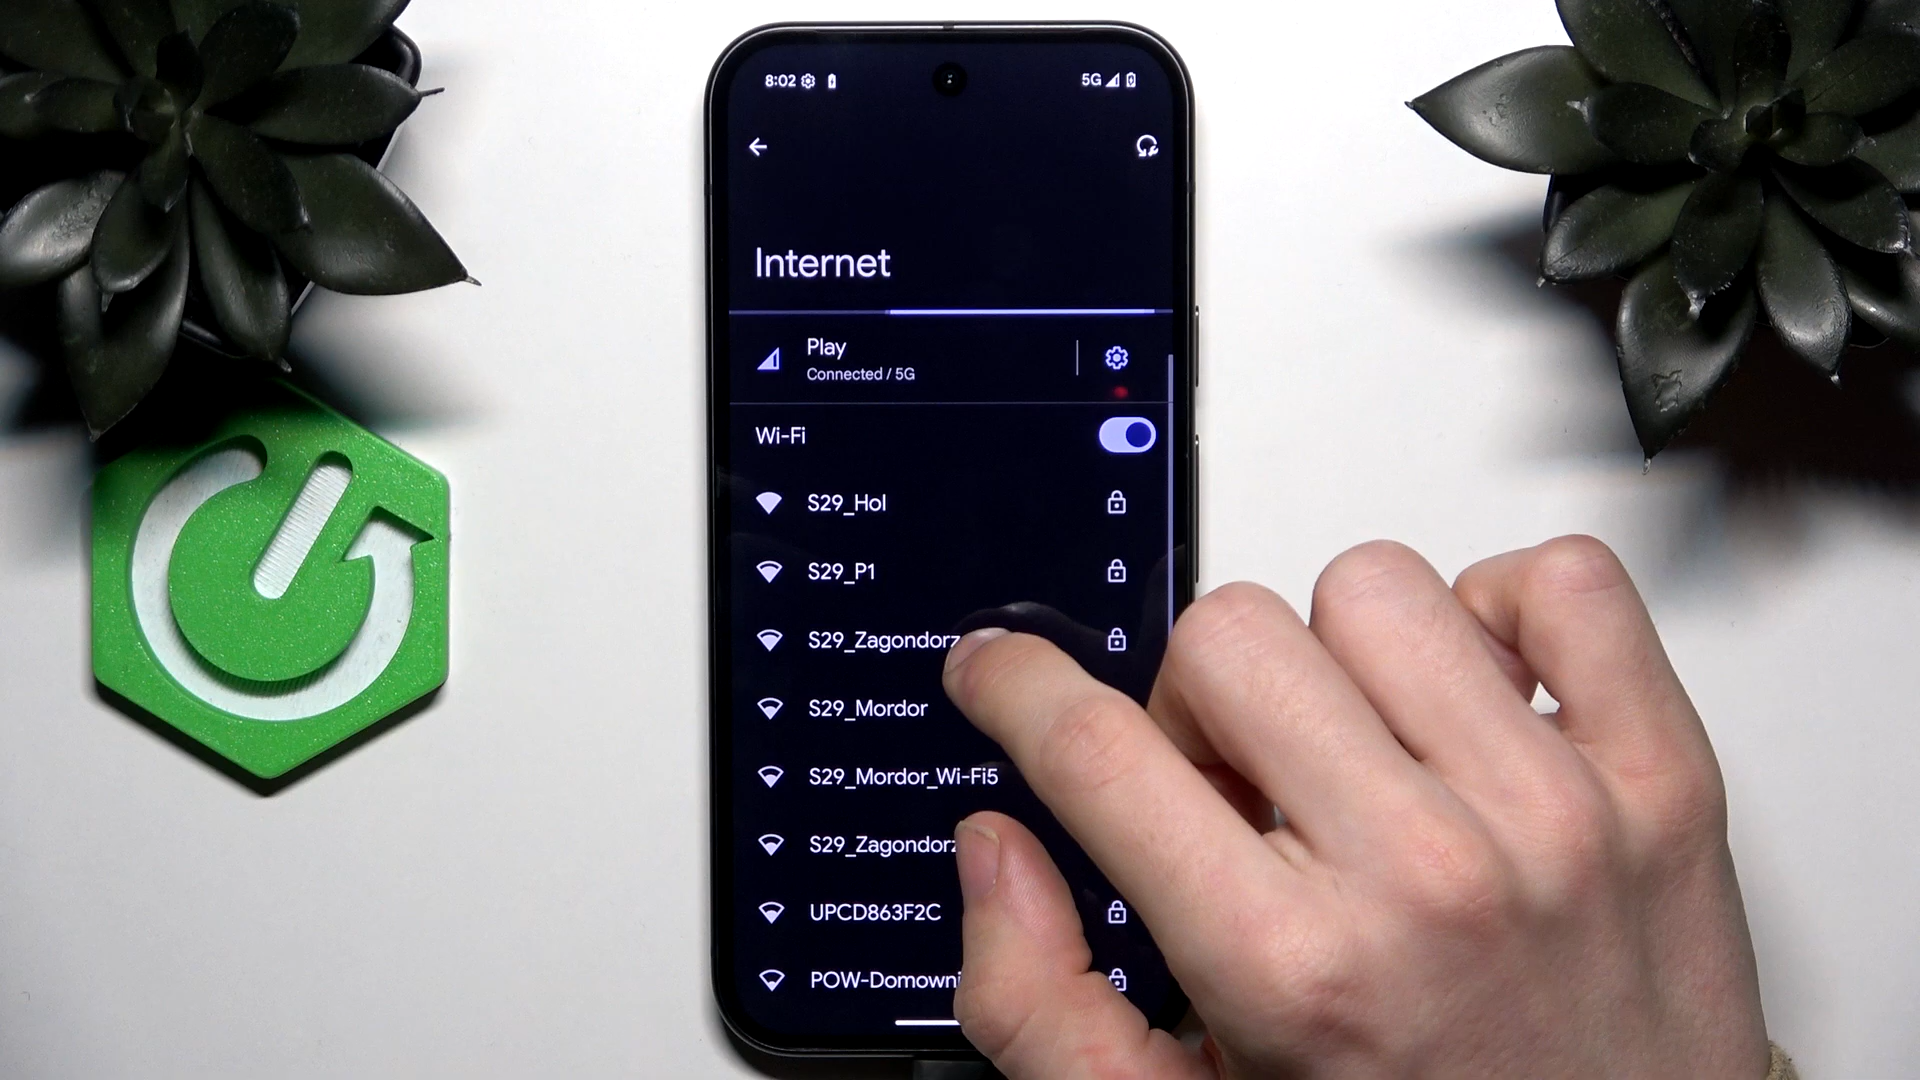 8:02
5G
Internet
Play
Connected / 5G
Wi-Fi
S29_Hol
S29_P1
S29_Zagondorz
S29_Mordor
S29_Mordor_Wi-Fi5
S29_Zagondorz
UPCD863F2C
POW-Domowni